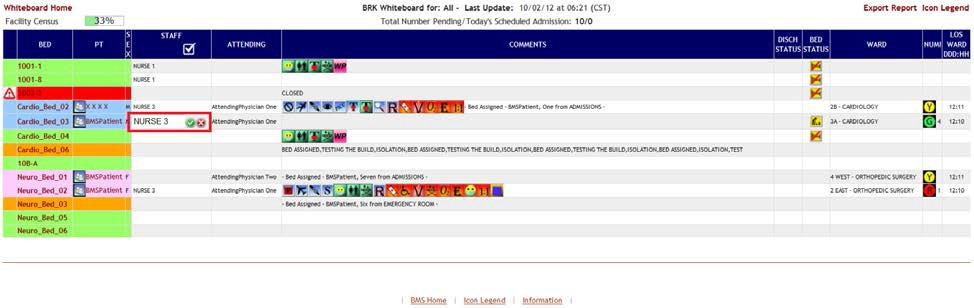 Whiteboard Home BRK Whiteboard for: All - Last Update: 10/02/12 at 06:21 (CST) Export Report Icon Legend
Facility Census 33% Total Number Pending/Today's Scheduled Admission: 10/0
BED PT SEX STAFF ATTENDING COMMENTS DISCH STATUS BED STATUS WARD NUMI LOS WARD DDD:HH
1001-1 NURSE 1 WP
1001-8 NURSE 1
CLOSED
Cardio_Bed_02 X X X X M NURSE 3 AttendingPhysician One R V O E 11 - Bed Assigned - BMSPatient, One from ADMISSIONS - 2B - CARDIOLOGY Y 12:11
Cardio_Bed_03 BMSPatient NURSE 3 AttendingPhysician One 3A - CARDIOLOGY G 4 12:10
Cardio_Bed_04 WP
Cardio_Bed_06 BED ASSIGNED,TESTING THE BUILD,ISOLATION,BED ASSIGNED,TESTING THE BUILD,ISOLATION,BED ASSIGNED,TESTING THE BUILD,ISOLATION,BED ASSIGNED,ISOLATION,TEST
10B-A
Neuro_Bed_01 BMSPatient F AttendingPhysician Two - Bed Assigned - BMSPatient, Seven from ADMISSIONS - 4 WEST - ORTHOPEDIC SURGERY Y 12:11
Neuro_Bed_02 BMSPatient F NURSE 3 AttendingPhysician One S R V O E 11 2 EAST - ORTHOPEDIC SURGERY R 1 12:10
Neuro_Bed_03 - Bed Assigned - BMSPatient, Six from EMERGENCY ROOM -
Neuro_Bed_05
Neuro_Bed_06
| BMS Home | Icon Legend | Information |